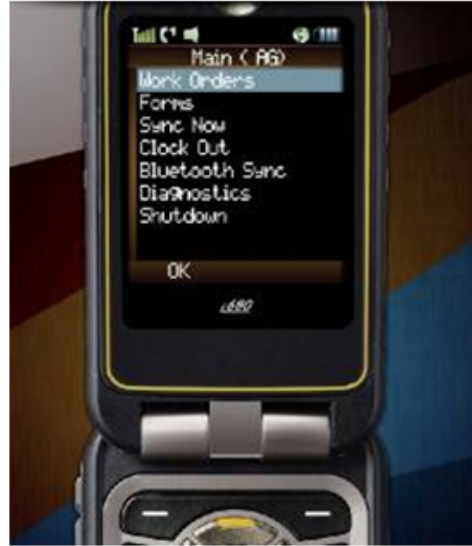 Main ( AG)
Work Orders
Forms
Sync Now
Clock Out
Bluetooth Sync
Diagnostics
Shutdown
OK
i680